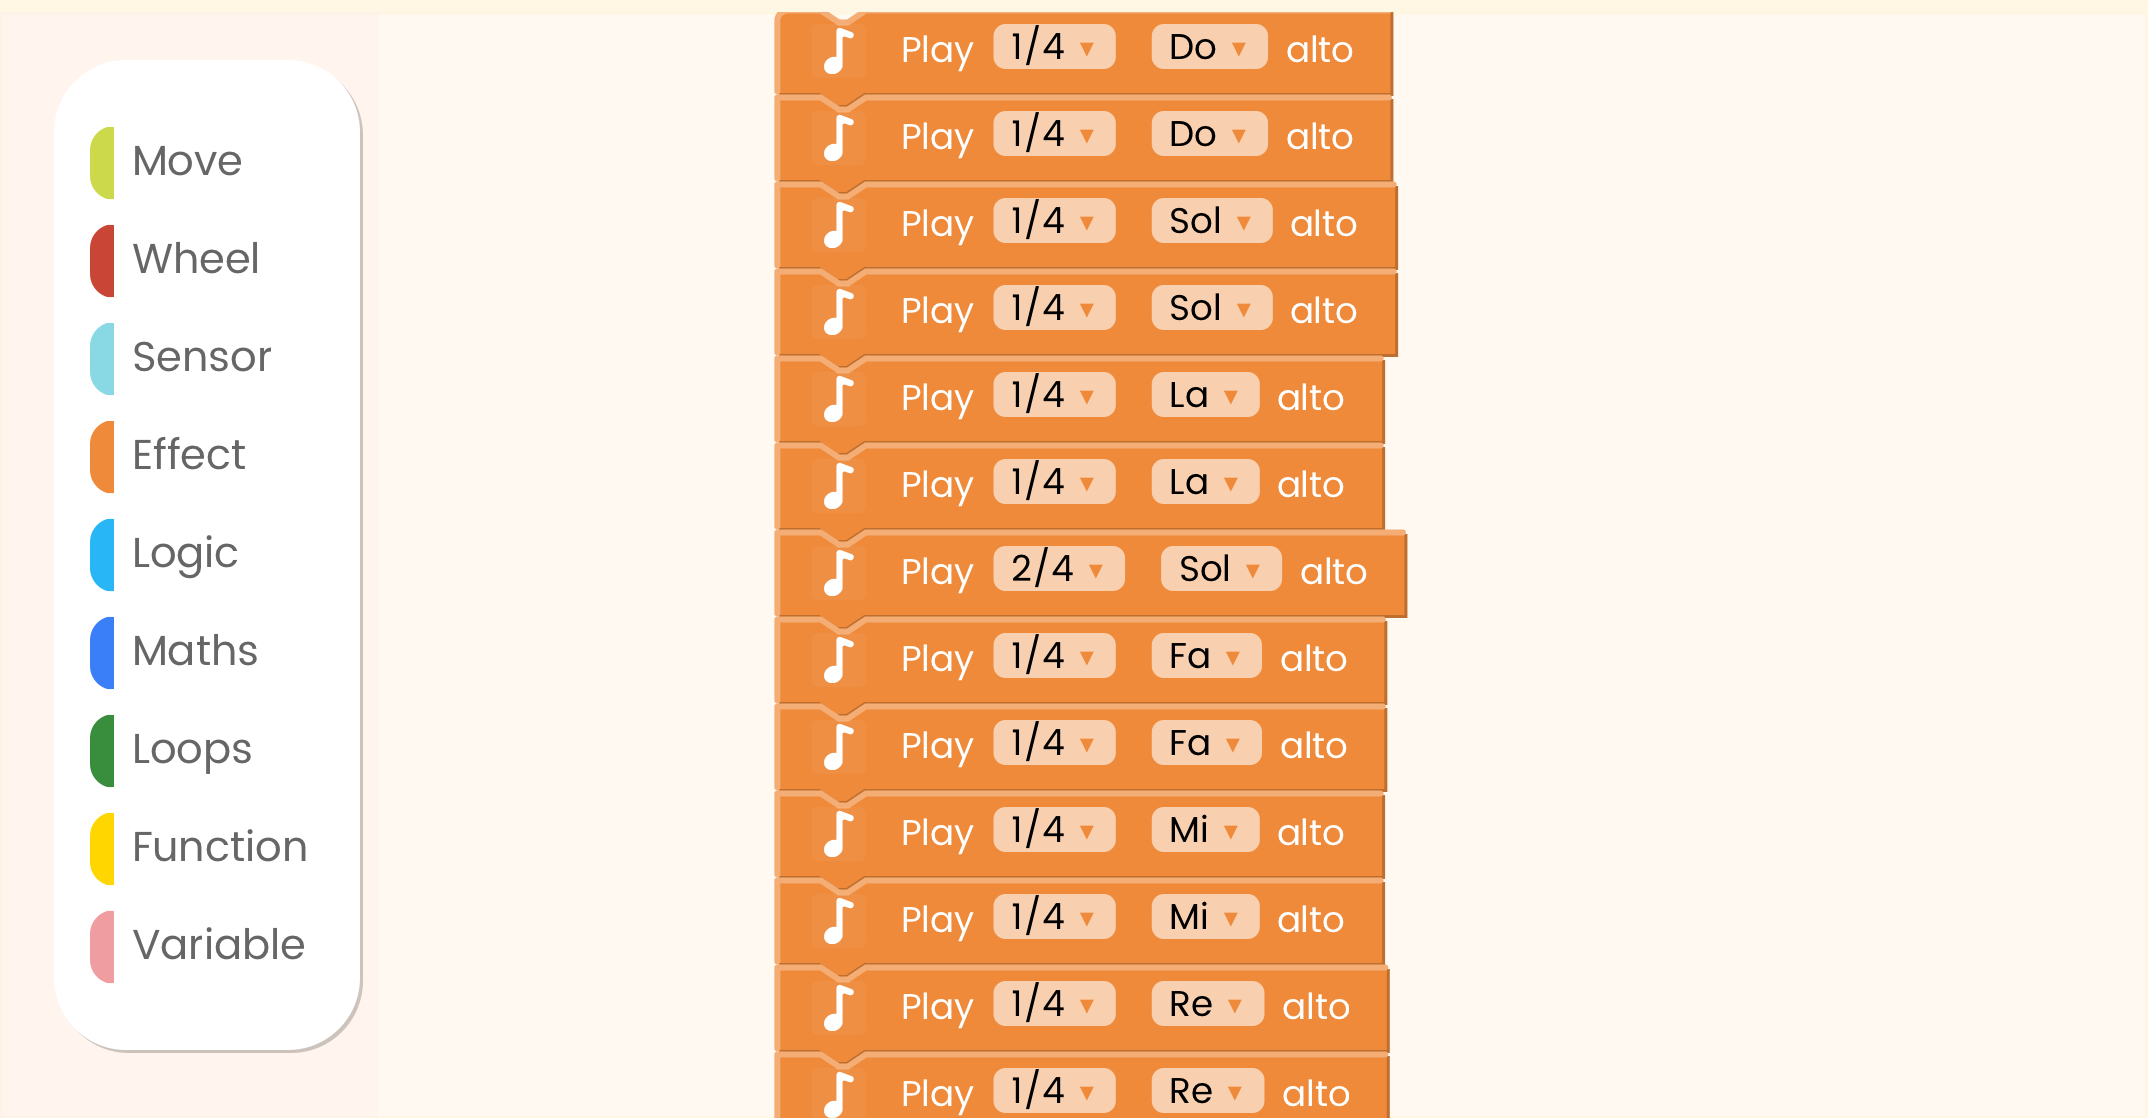 Move
Wheel
Sensor
Effect
Logic
Maths
Loops
Function
Variable
Play 1/4 Do alto
Play 1/4 Do alto
Play 1/4 Sol alto
Play 1/4 Sol alto
Play 1/4 La alto
Play 1/4 La alto
Play 2/4 Sol alto
Play 1/4 Fa alto
Play 1/4 Fa alto
Play 1/4 Mi alto
Play 1/4 Mi alto
Play 1/4 Re alto
Play 1/4 Re alto